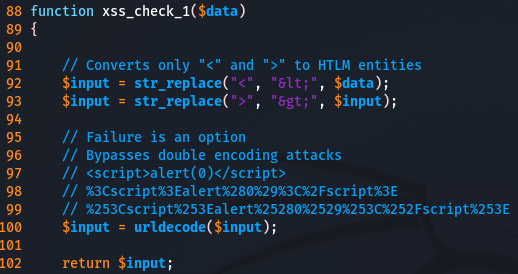 88 function xss_check_1($data)
89 {
90
91 // Converts only "<" and ">" to HTLM entities
92 $input = str_replace("<", "&lt;", $data);
93 $input = str_replace(">", "&gt;", $input);
94
95 // Failure is an option
96 // Bypasses double encoding attacks
97 // <script>alert(0)</script>
98 // %3Cscript%3Ealert%280%29%3C%2Fscript%3E
99 // %253Cscript%253Ealert%25280%2529%253C%252Fscript%253E
100 $input = urldecode($input);
101
102 return $input;